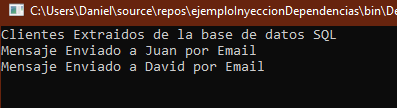 C:\Users\Daniel\source\repos\ejemploInyeccionDependencias\bin\De
Clientes Extraidos de la base de datos SQL
Mensaje Enviado a Juan por Email
Mensaje Enviado a David por Email